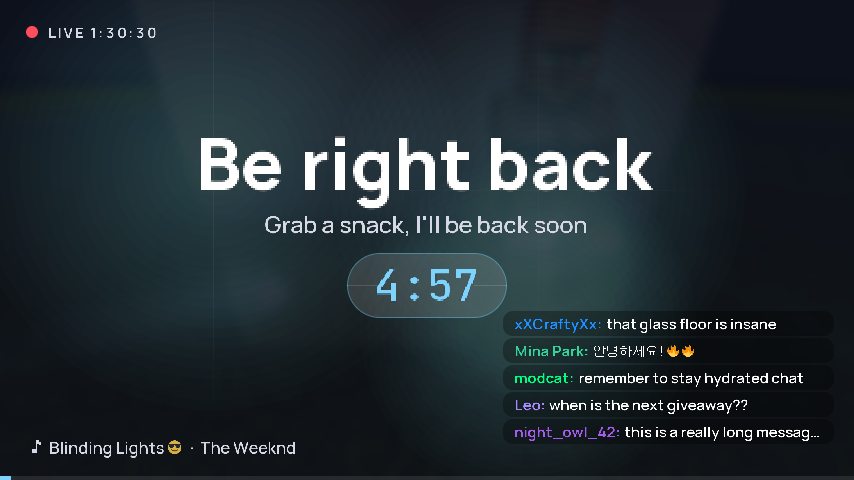 LIVE 1:30:30
Be right back
Grab a snack, I'll be back soon
4:57
xXCraftyXx: that glass floor is insane
Mina Park: 안녕하세요! 🔥🔥
modcat: remember to stay hydrated chat
Leo: when is the next giveaway??
night_owl_42: this is a really long messag…
♪ Blinding Lights 😎 · The Weeknd